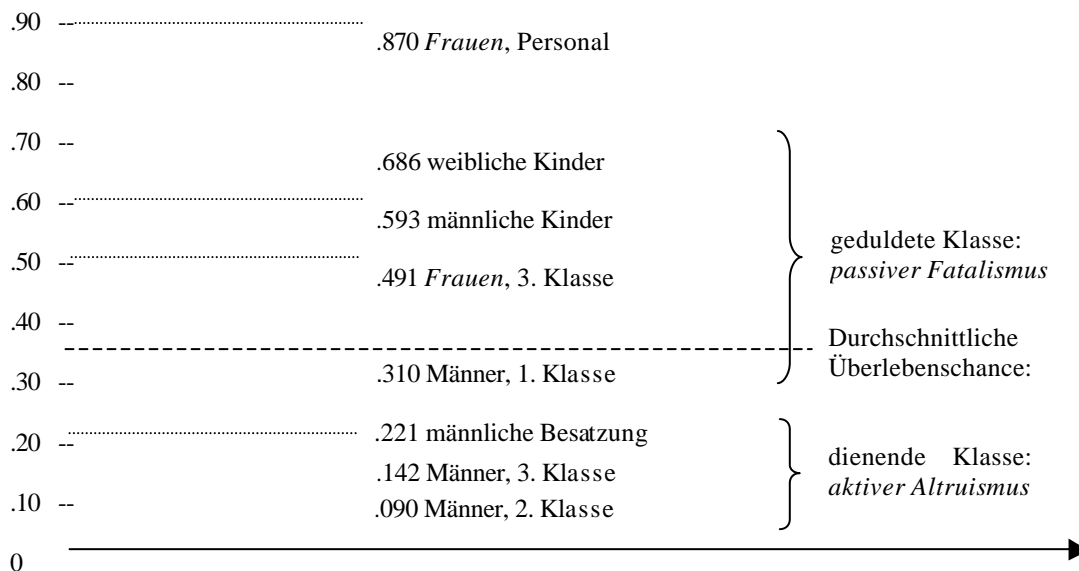 .90 --
.870 Frauen, Personal
.80 --
.70 --
.686 weibliche Kinder
.60 --
.593 männliche Kinder
geduldete Klasse:
.50 --
passiver Fatalismus
.491 Frauen, 3. Klasse
.40 --
Durchschnittliche
Überlebenschance:
.310 Männer, 1. Klasse
.30 --
.221 männliche Besatzung
.20 --
dienende Klasse:
.142 Männer, 3. Klasse
aktiver Altruismus
.10 --
.090 Männer, 2. Klasse
0